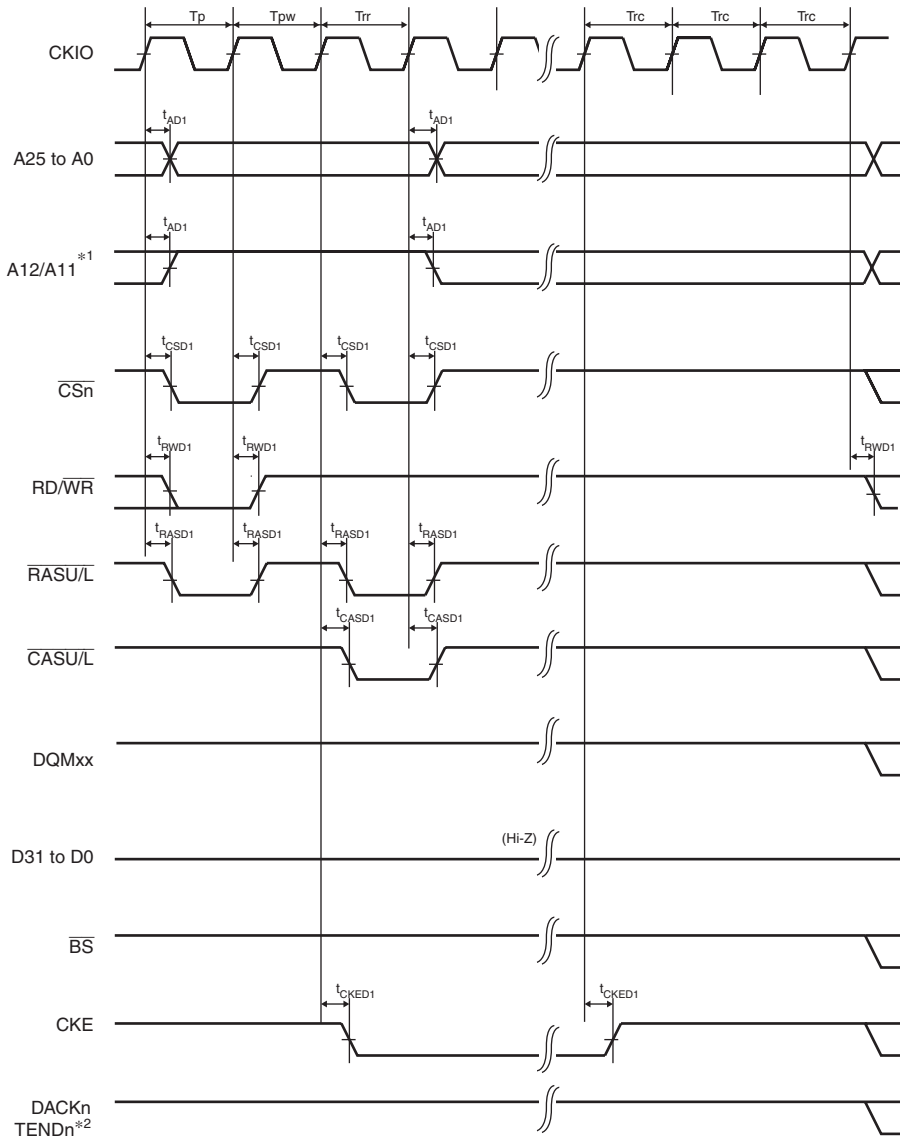 Tp Tpw Trr Trc Trc Trc
CKIO
tAD1 tAD1
A25 to A0
tAD1 tAD1
A12/A11*1
tCSD1 tCSD1 tCSD1 tCSD1
CSn
tRWD1 tRWD1 tRWD1
RD/WR
tRASD1 tRASD1 tRASD1 tRASD1
RASU/L
tCASD1 tCASD1
CASU/L
DQMxx
(Hi-Z)
D31 to D0
BS
tCKED1 tCKED1
CKE
DACKn
TENDn*2